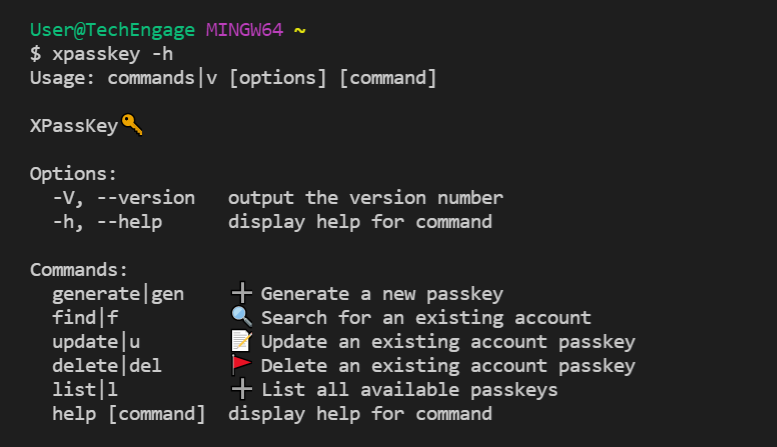 User@TechEngage MINGW64 ~
$ xpasskey -h
Usage: commands|v [options] [command]

XPassKey🔑

Options:
  -V, --version   output the version number
  -h, --help      display help for command

Commands:
  generate|gen    ➕ Generate a new passkey
  find|f          🔍 Search for an existing account
  update|u        📝 Update an existing account passkey
  delete|del      🚩 Delete an existing account passkey
  list|l          ➕ List all available passkeys
  help [command]  display help for command